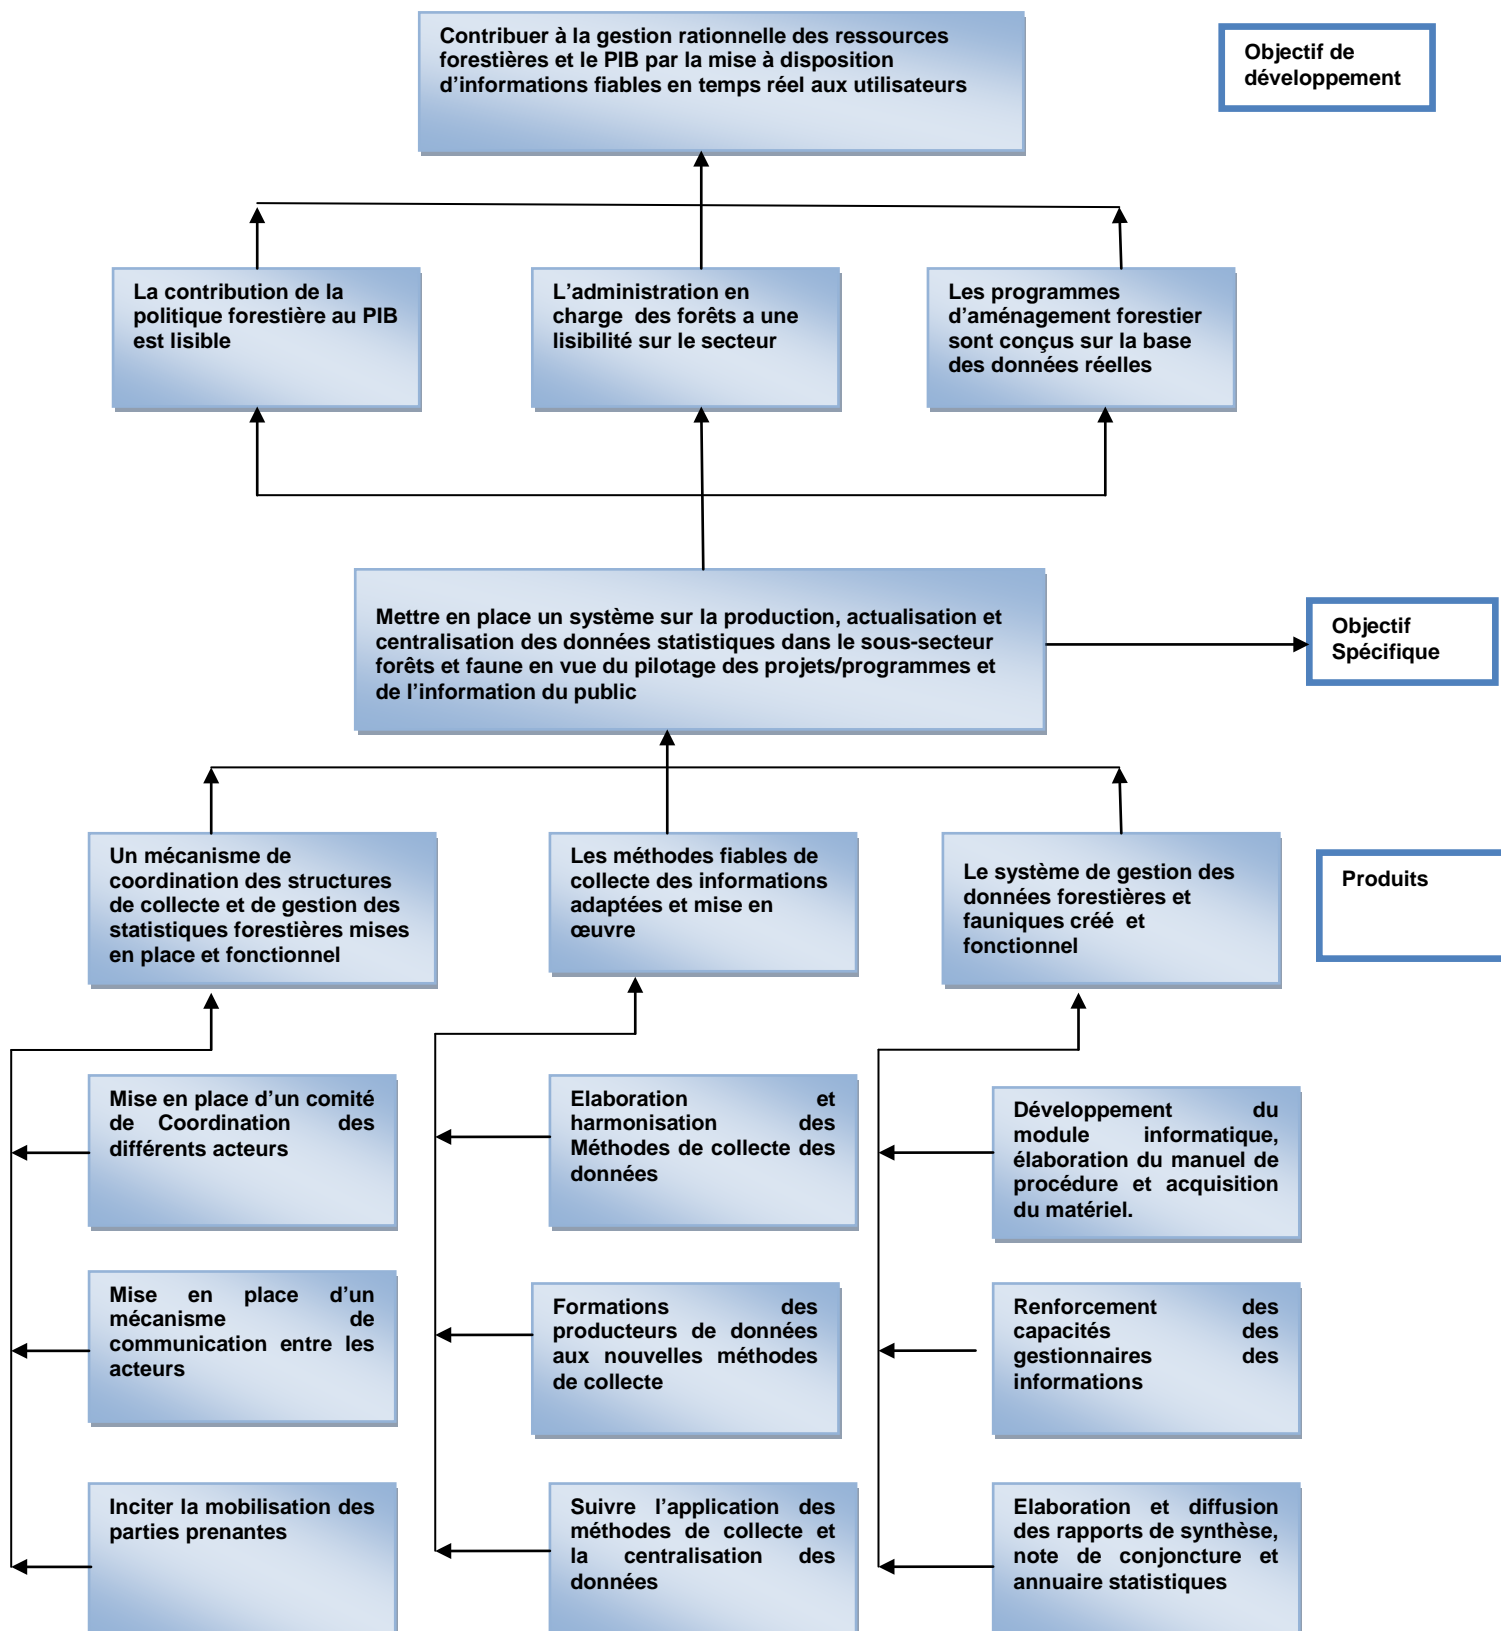 Contribuer à la gestion rationnelle des ressources
forestières et le PIB par la mise à disposition
d’informations fiables en temps réel aux utilisateurs
Objectif de
développement
La contribution de la
politique forestière au PIB
est lisible
L’administration en
charge des forêts a une
lisibilité sur le secteur
Les programmes
d’aménagement forestier
sont conçus sur la base
des données réelles
Mettre en place un système sur la production, actualisation et
centralisation des données statistiques dans le sous-secteur
forêts et faune en vue du pilotage des projets/programmes et
de l’information du public
Objectif
Spécifique
Un mécanisme de
coordination des structures
de collecte et de gestion des
statistiques forestières mises
en place et fonctionnel
Les méthodes fiables de
collecte des informations
adaptées et mise en
œuvre
Le système de gestion des
données forestières et
fauniques créé et
fonctionnel
Produits
Mise en place d’un comité
de Coordination des
différents acteurs
Elaboration et
harmonisation des
Méthodes de collecte des
données
Développement du
module informatique,
élaboration du manuel de
procédure et acquisition
du matériel.
Mise en place d’un
mécanisme de
communication entre les
acteurs
Formations des
producteurs de données
aux nouvelles méthodes
de collecte
Renforcement des
capacités des
gestionnaires des
informations
Inciter la mobilisation des
parties prenantes
Suivre l’application des
méthodes de collecte et
la centralisation des
données
Elaboration et diffusion
des rapports de synthèse,
note de conjoncture et
annuaire statistiques